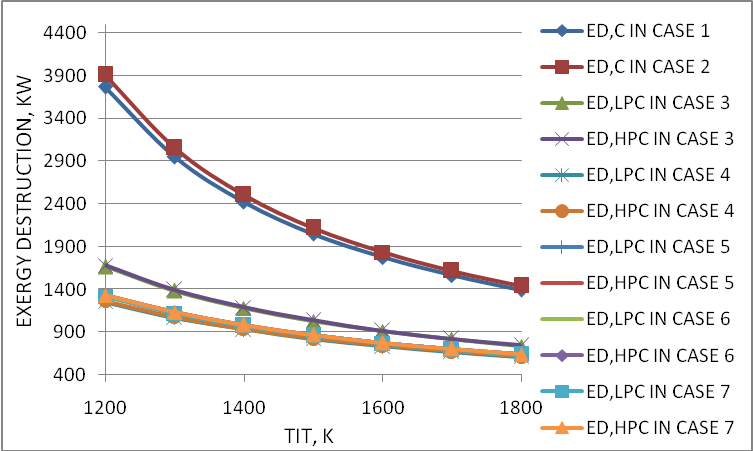 4400
3900
3400
2900
2400
1900
1400
900
400
EXERGY DESTRUCTION, KW
1200
1400
1600
1800
TIT, K
ED,C IN CASE 1
ED,C IN CASE 2
ED,LPC IN CASE 3
ED,HPC IN CASE 3
ED,LPC IN CASE 4
ED,HPC IN CASE 4
ED,LPC IN CASE 5
ED,HPC IN CASE 5
ED,LPC IN CASE 6
ED,HPC IN CASE 6
ED,LPC IN CASE 7
ED,HPC IN CASE 7